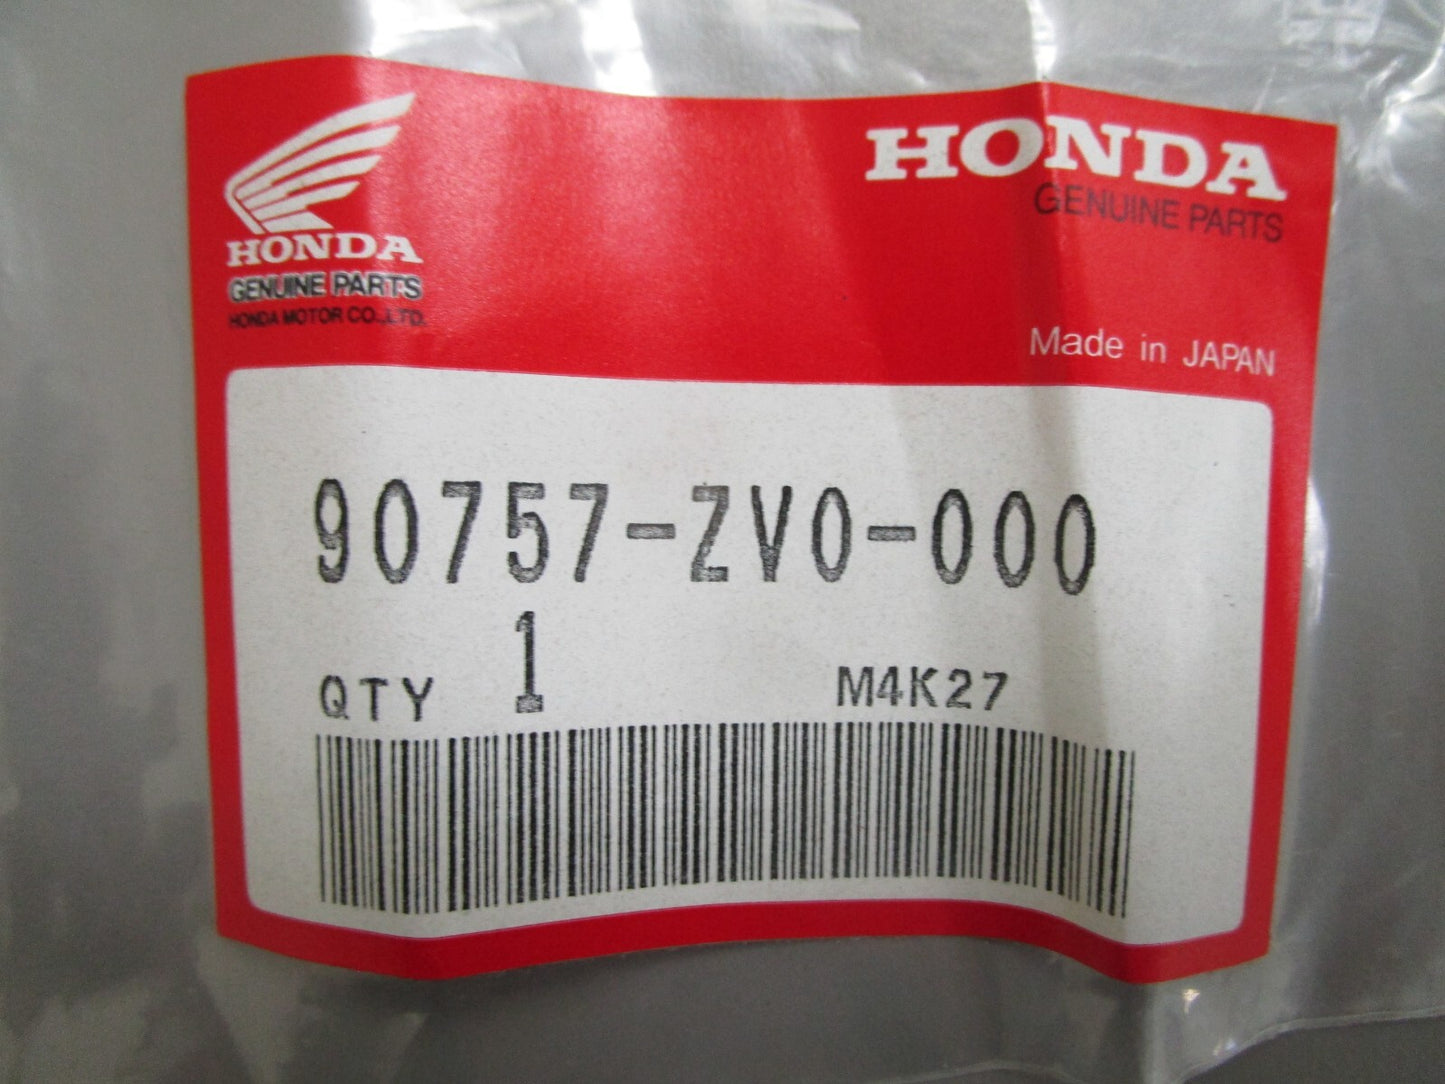 HONDA
GENUINE PARTS
HONDA MOTOR CO.,LTD.
HONDA
GENUINE PARTS
Made in JAPAN
90757-ZV0-000
QTY 1 M4K27